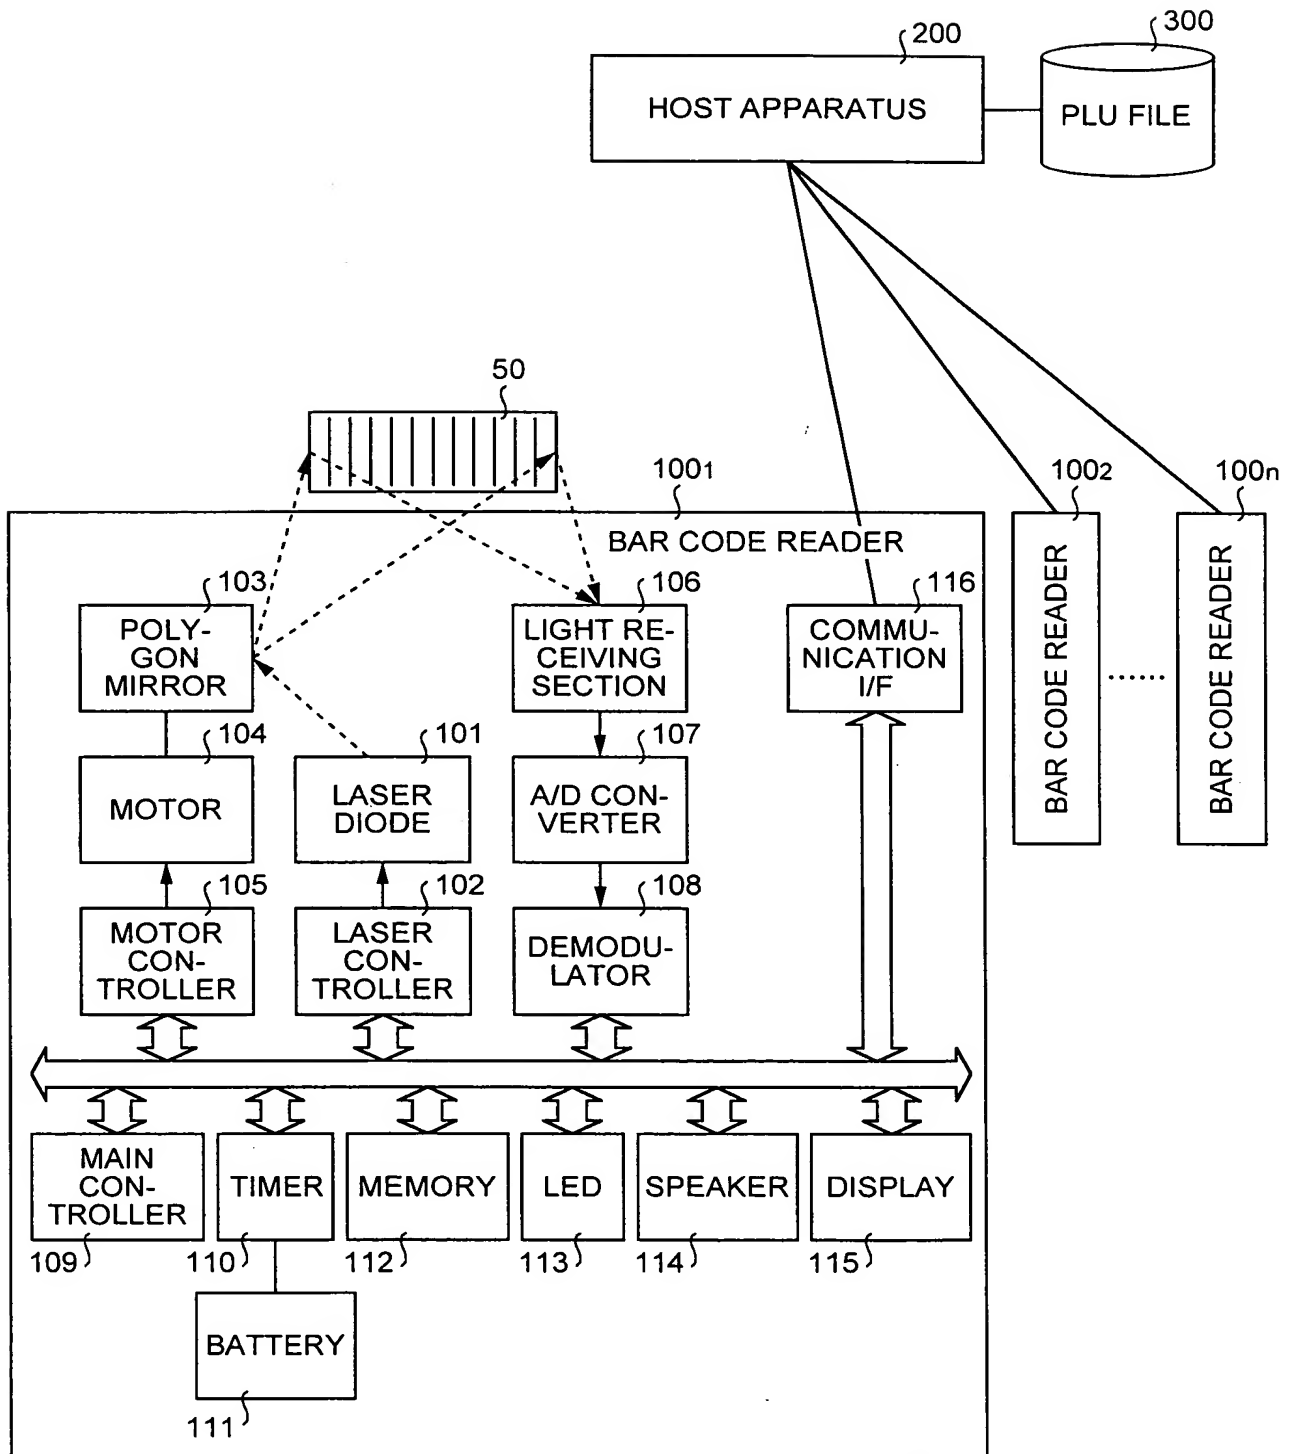 200
300
HOST APPARATUS
PLU FILE
50
100₁
100₂
100n
BAR CODE READER
BAR CODE READER
BAR CODE READER
103
106
116
POLY-
GON
MIRROR
LIGHT RE-
CEIVING
SECTION
COMMU-
NICATION
I/F
104
101
107
MOTOR
LASER
DIODE
A/D CON-
VERTER
105
102
108
MOTOR
CON-
TROLLER
LASER
CON-
TROLLER
DEMODU-
LATOR
MAIN
CON-
TROLLER
TIMER
MEMORY
LED
SPEAKER
DISPLAY
109
110
112
113
114
115
BATTERY
111